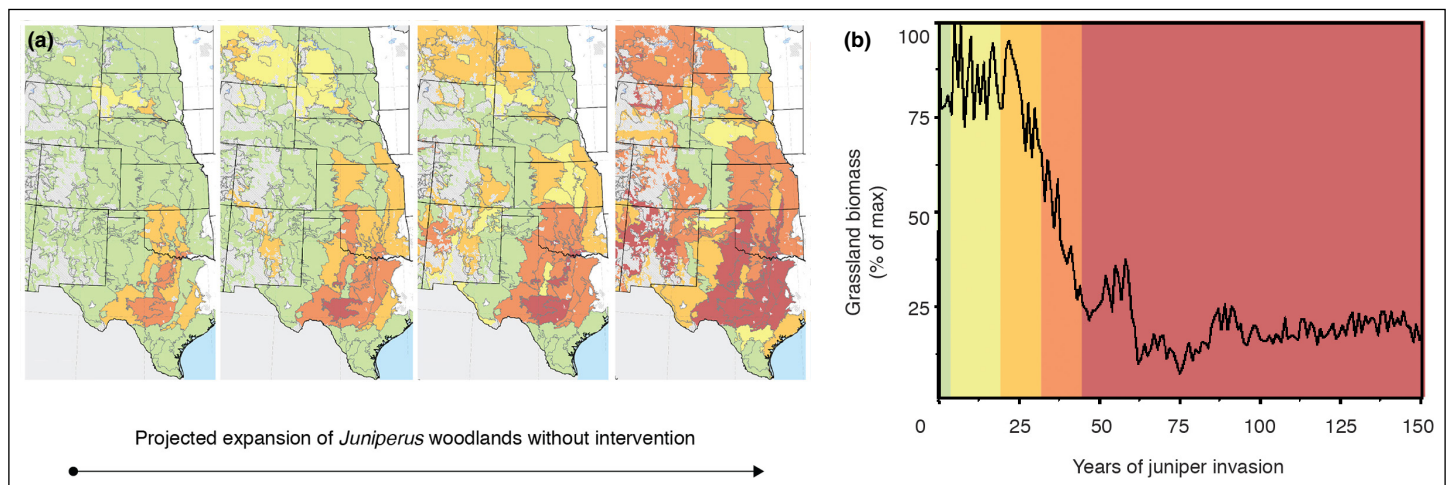 (a)
Projected expansion of Juniperus woodlands without intervention
(b)
100
75
50
25
Grassland biomass
(% of max)
0 25 50 75 100 125 150
Years of juniper invasion